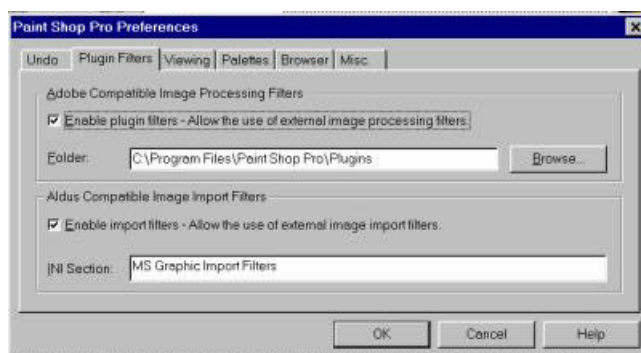 Paint Shop Pro Preferences
Undo Plugin Filters Viewing Palettes Browser Misc.
Adobe Compatible Image Processing Filters
Enable plugin filters - Allow the use of external image processing filters.
Folder: C:\Program Files\Paint Shop Pro\Plugins Browse...
Aldus Compatible Image Import Filters
Enable import filters - Allow the use of external image import filters.
INI Section: MS Graphic Import Filters
OK Cancel Help